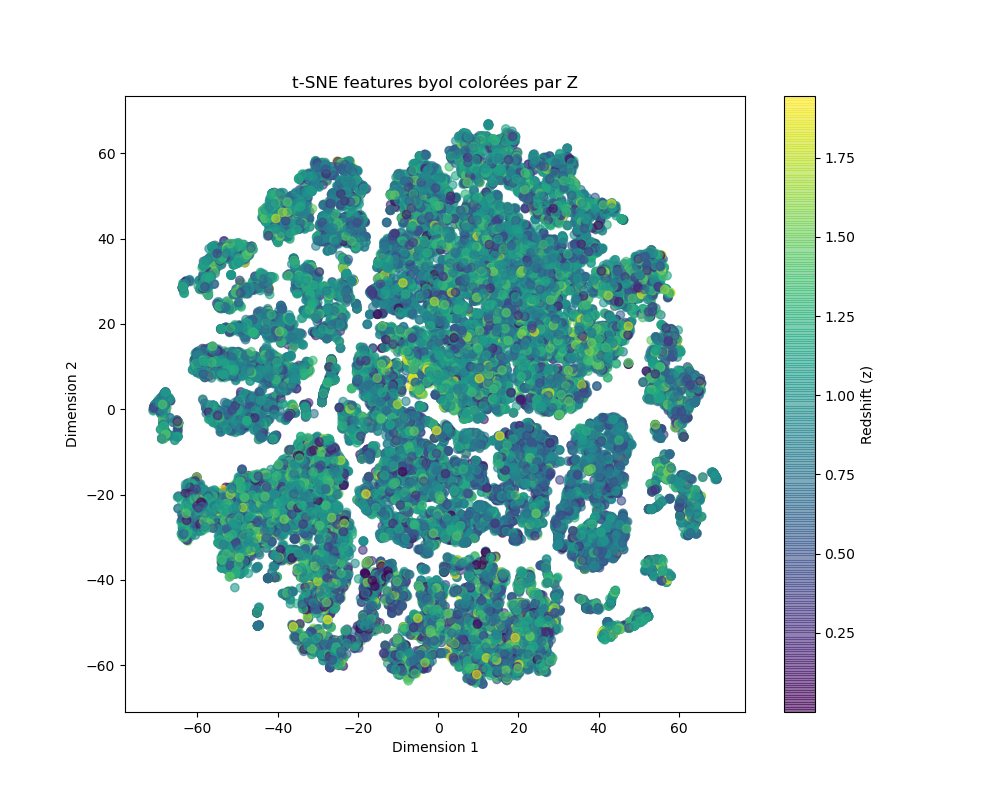 t-SNE features byol colorées par Z
60
40
20
0
−20
−40
−60
Dimension 2
−60 −40 −20 0 20 40 60
Dimension 1
1.75
1.50
1.25
1.00
0.75
0.50
0.25
Redshift (z)